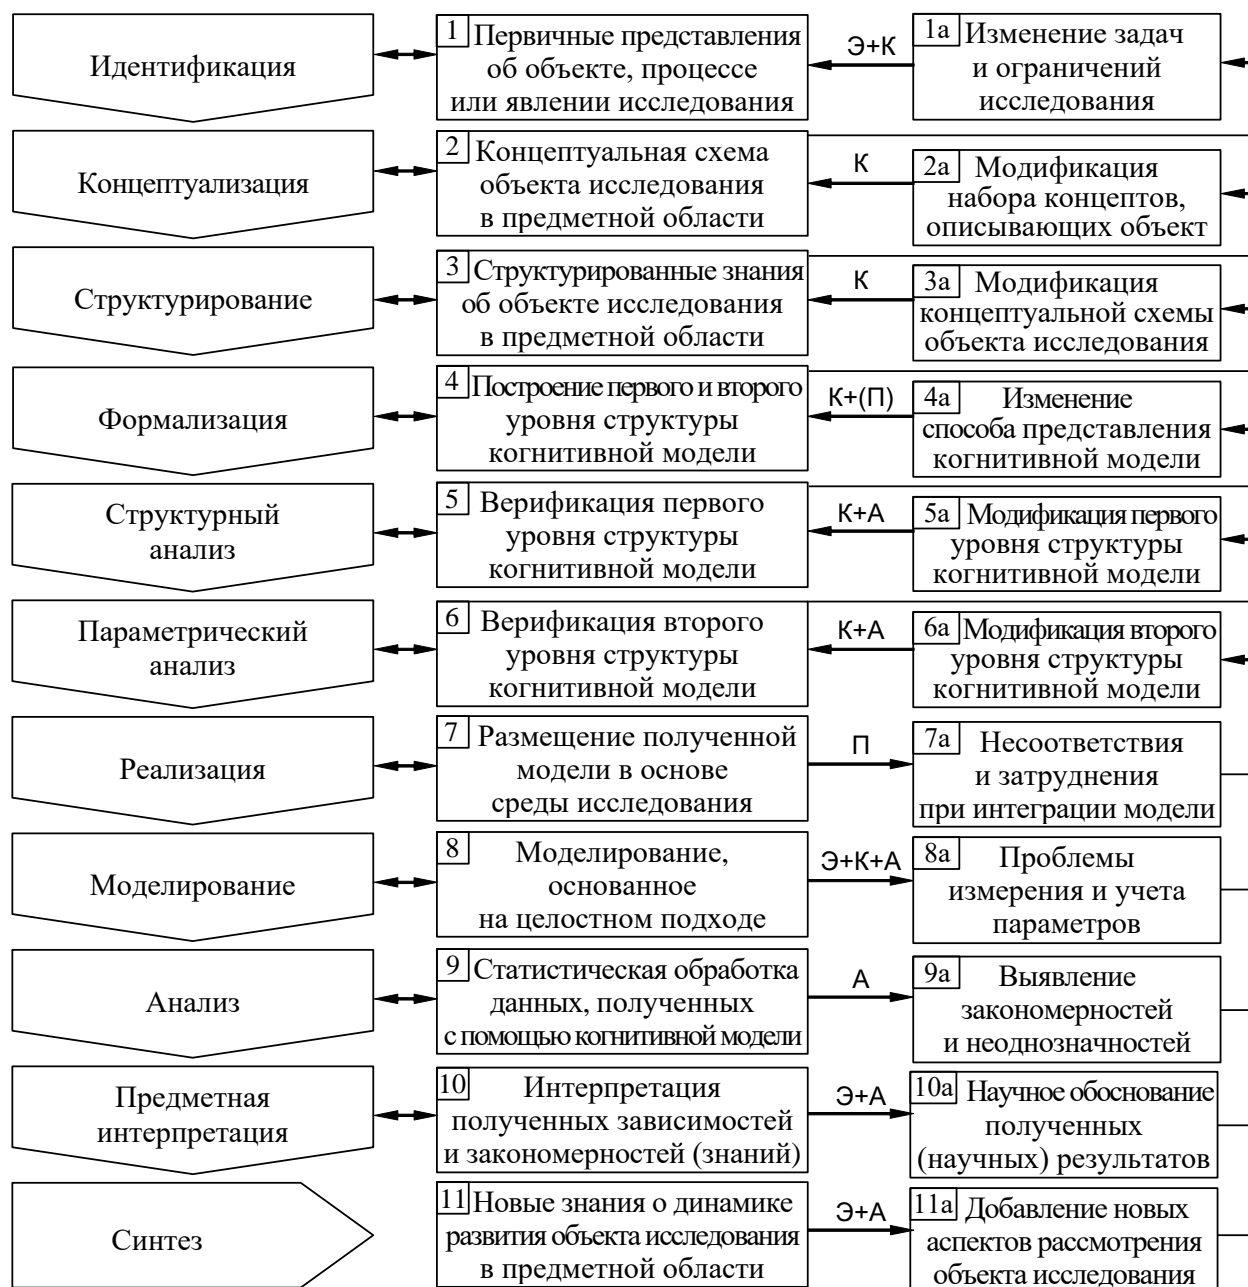 Идентификация
1 Первичные представления
об объекте, процессе
или явлении исследования
Э+К
1а Изменение задач
и ограничений
исследования
Концептуализация
2 Концептуальная схема
объекта исследования
в предметной области
К
2а Модификация
набора концептов,
описывающих объект
Структурирование
3 Структурированные знания
об объекте исследования
в предметной области
К
3а Модификация
концептуальной схемы
объекта исследования
Формализация
4 Построение первого и второго
уровня структуры
когнитивной модели
К+(П)
4а Изменение
способа представления
когнитивной модели
Структурный
анализ
5 Верификация первого
уровня структуры
когнитивной модели
К+А
5а Модификация первого
уровня структуры
когнитивной модели
Параметрический
анализ
6 Верификация второго
уровня структуры
когнитивной модели
К+А
6а Модификация второго
уровня структуры
когнитивной модели
Реализация
7 Размещение полученной
модели в основе
среды исследования
П
7а Несоответствия
и затруднения
при интеграции модели
Моделирование
8 Моделирование,
основанное
на целостном подходе
Э+К+А
8а Проблемы
измерения и учета
параметров
Анализ
9 Статистическая обработка
данных, полученных
с помощью когнитивной модели
А
9а Выявление
закономерностей
и неоднозначностей
Предметная
интерпретация
10 Интерпретация
полученных зависимостей
и закономерностей (знаний)
Э+А
10а Научное обоснование
полученных
(научных) результатов
Синтез
11 Новые знания о динамике
развития объекта исследования
в предметной области
Э+А
11а Добавление новых
аспектов рассмотрения
объекта исследования